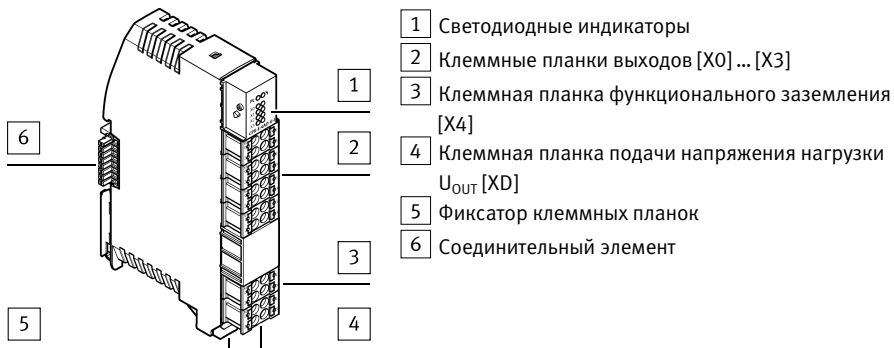 1 Светодиодные индикаторы
2 Клеммные планки выходов [X0] ... [X3]
3 Клеммная планка функционального заземления
[X4]
4 Клеммная планка подачи напряжения нагрузки
U_OUT [XD]
5 Фиксатор клеммных планок
6 Соединительный элемент
1
6
2
3
5
4